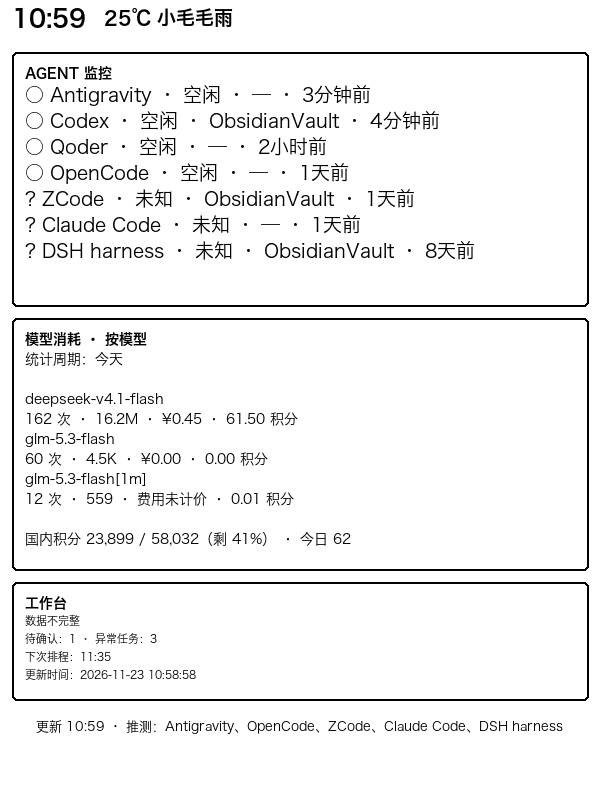 10:59 25℃ 小毛毛雨
AGENT 监控
○ Antigravity · 空闲 · — · 3分钟前
○ Codex · 空闲 · ObsidianVault · 4分钟前
○ Qoder · 空闲 · — · 2小时前
○ OpenCode · 空闲 · — · 1天前
? ZCode · 未知 · ObsidianVault · 1天前
? Claude Code · 未知 · — · 1天前
? DSH harness · 未知 · ObsidianVault · 8天前
模型消耗 · 按模型
统计周期：今天
deepseek-v4.1-flash
162 次 · 16.2M · ¥0.45 · 61.50 积分
glm-5.3-flash
60 次 · 4.5K · ¥0.00 · 0.00 积分
glm-5.3-flash[1m]
12 次 · 559 · 费用未计价 · 0.01 积分
国内积分 23,899 / 58,032（剩 41%） · 今日 62
工作台
数据不完整
待确认：1 · 异常任务：3
下次排程：11:35
更新时间：2026-11-23 10:58:58
更新 10:59 · 推测：Antigravity、OpenCode、ZCode、Claude Code、DSH harness